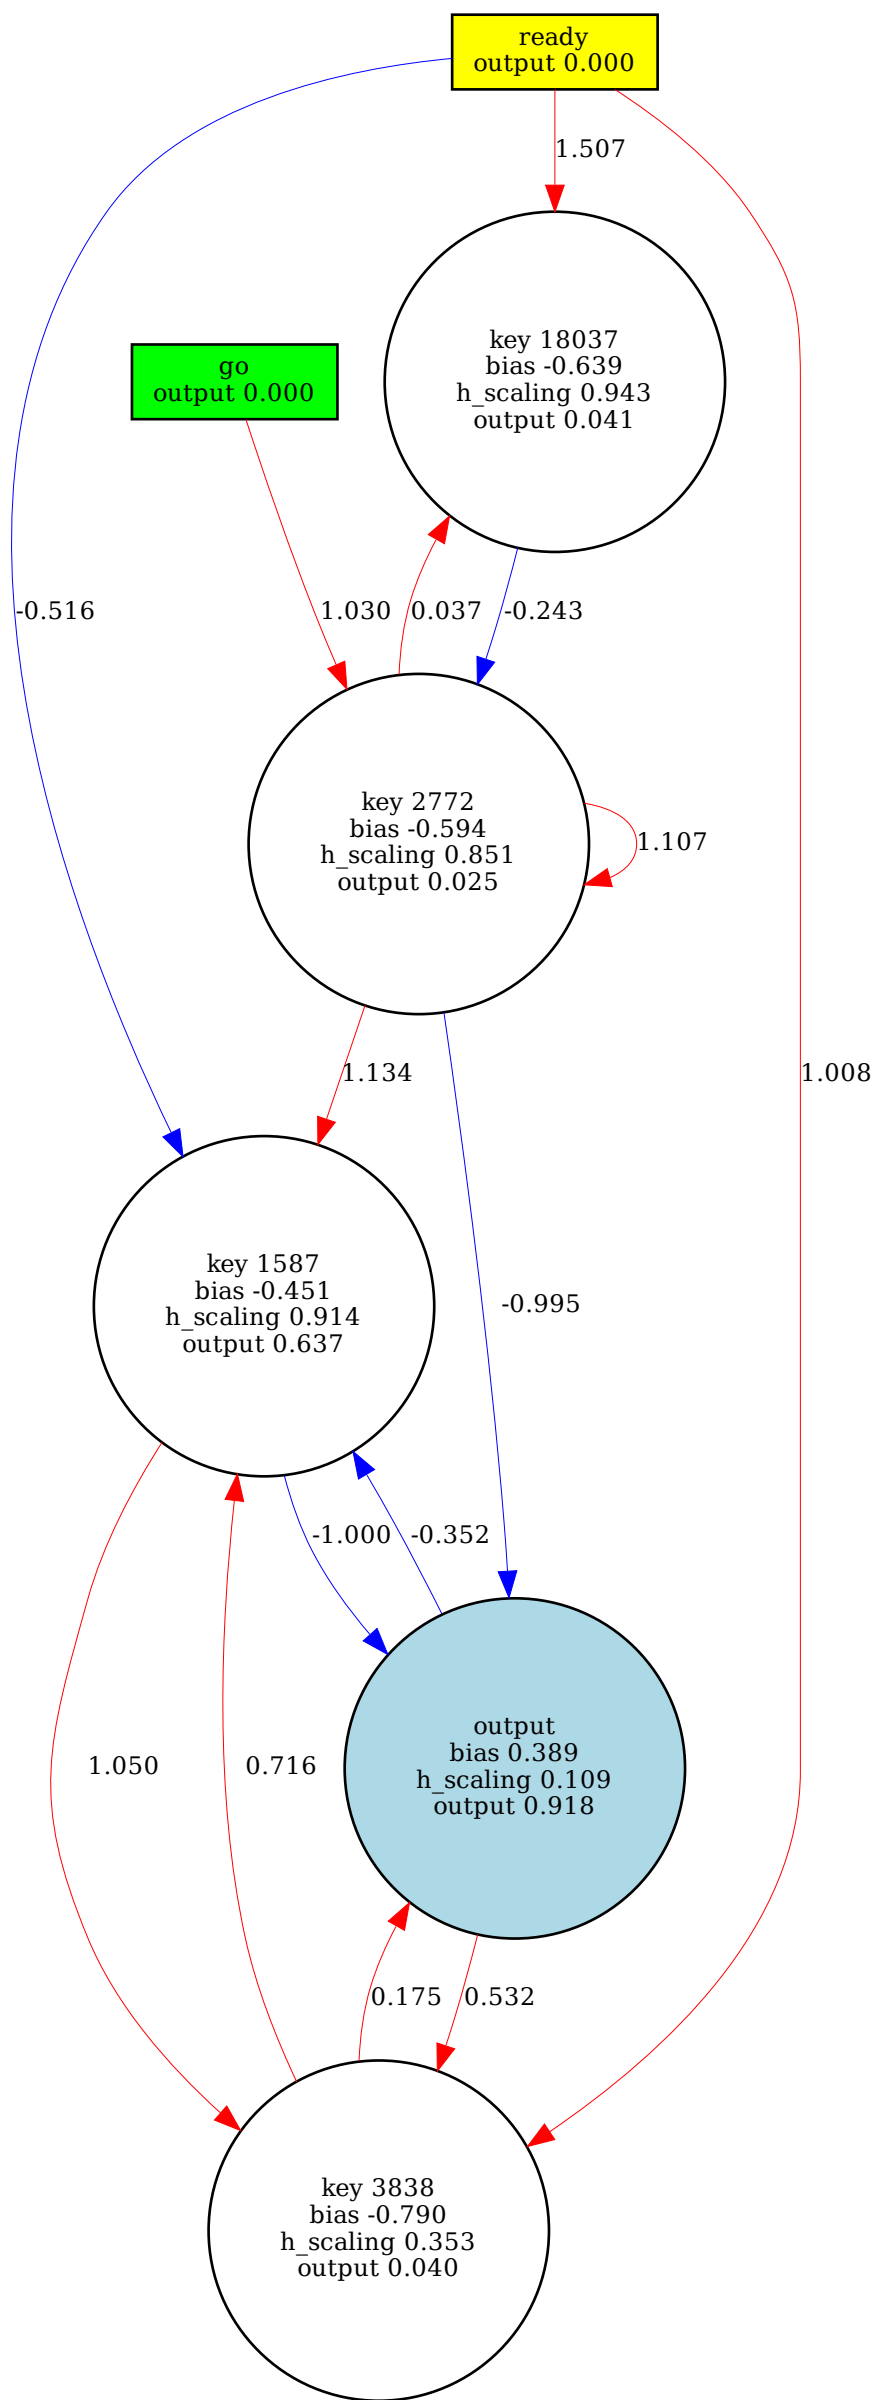 ready
output 0.000
1.507
key 18037
bias -0.639
h_scaling 0.943
output 0.041
go
output 0.000
-0.516
1.030
0.037
-0.243
key 2772
bias -0.594
h_scaling 0.851
output 0.025
1.107
1.134
1.008
key 1587
bias -0.451
h_scaling 0.914
output 0.637
-0.995
-1.000
-0.352
output
bias 0.389
h_scaling 0.109
output 0.918
1.050
0.716
0.175
0.532
key 3838
bias -0.790
h_scaling 0.353
output 0.040